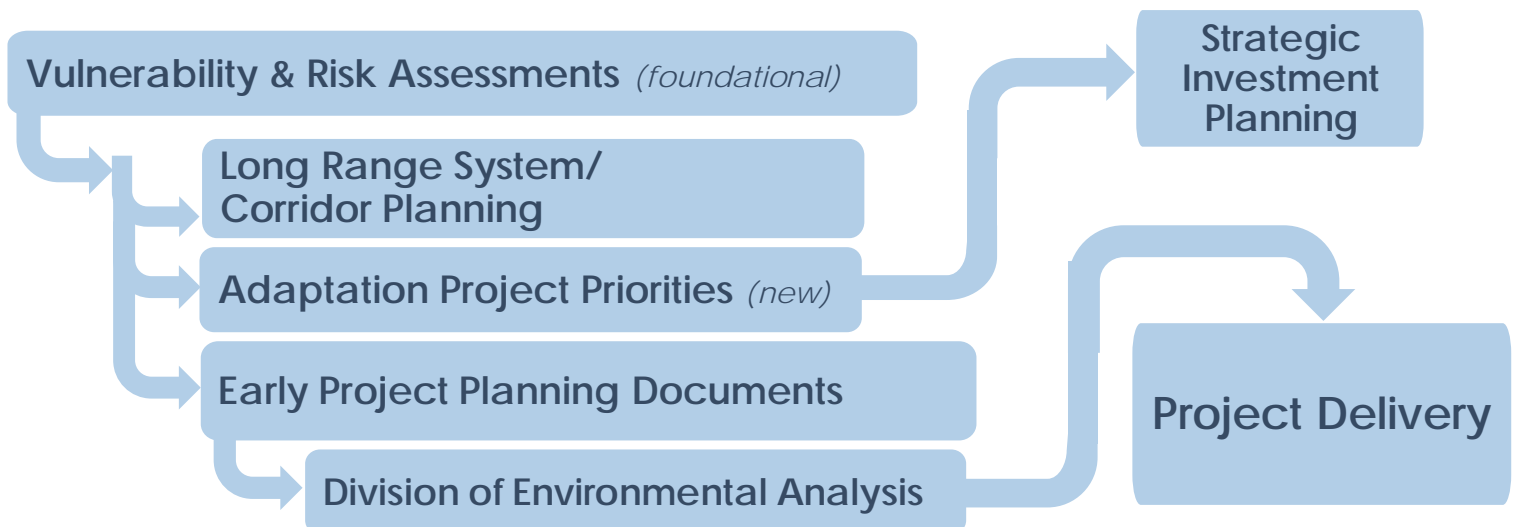 Vulnerability & Risk Assessments (foundational)
Long Range System/
Corridor Planning
Adaptation Project Priorities (new)
Early Project Planning Documents
Division of Environmental Analysis
Strategic
Investment
Planning
Project Delivery